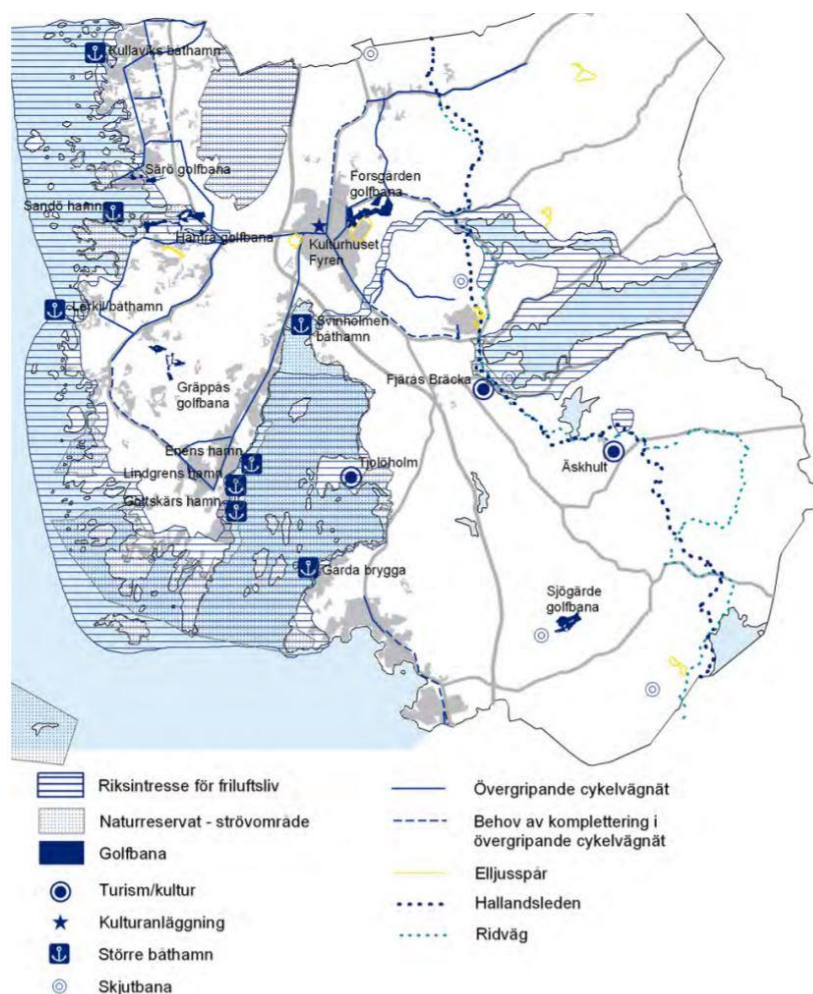 Kullaviks båthamn
Särö golfbana
Forsgården
golfbana
Sandö hamn
Hamra golfbana
Kulturhuset
Fyren
Lerkil/båthamn
Svinholmen
båthamn
Fjärås Bräcka
Gräppås
golfbana
Enens hamn
Lindgrens hamn
Tjolöholm
Äskhult
Gottskärs hamn
Gårda brygga
Sjögärde
golfbana
Riksintresse för friluftsliv
Naturreservat - strövområde
Golfbana
Turism/kultur
Kulturanläggning
Större båthamn
Skjutbana
Övergripande cykelvägnät
Behov av komplettering i
övergripande cykelvägnät
Elljusspår
Hallandsleden
Ridväg